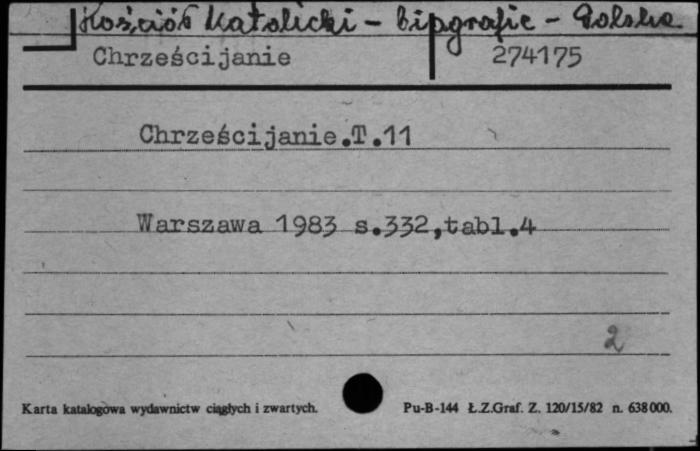 Kościół Katolicki - biografie - Polska
Chrześcijanie 274175
Chrześcijanie.T.11
Warszawa 1983 s.332,tabl.4
2
Karta katalogowa wydawnictw ciągłych i zwartych. Pu-B-144 Ł.Z.Graf. Z. 120/15/82 n. 638000.